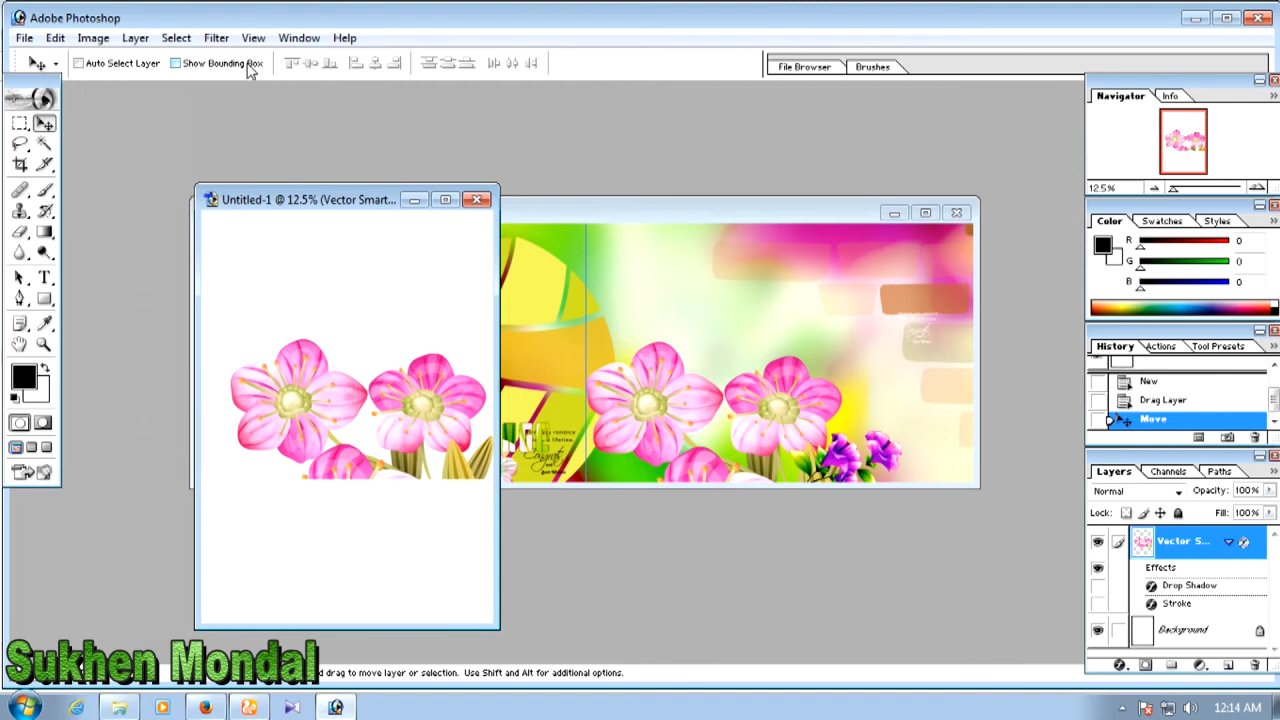 Adobe Photoshop
File Edit Image Layer Select Filter View Window Help
Auto Select Layer Show Bounding Box File Browser Brushes
Navigator Info
12.5%
Color Swatches Styles
R 0
G 0
B 0
Untitled-1 @ 12.5% (Vector Smart...
History Actions Tool Presets
New
Drag Layer
Move
Layers Channels Paths
Normal Opacity: 100%
Lock: Fill: 100%
Vector S...
Effects
Drop Shadow
Stroke
Background
Congrats
Sukhen Mondal
drag to move layer or selection. Use Shift and Alt for additional options.
12:14 AM